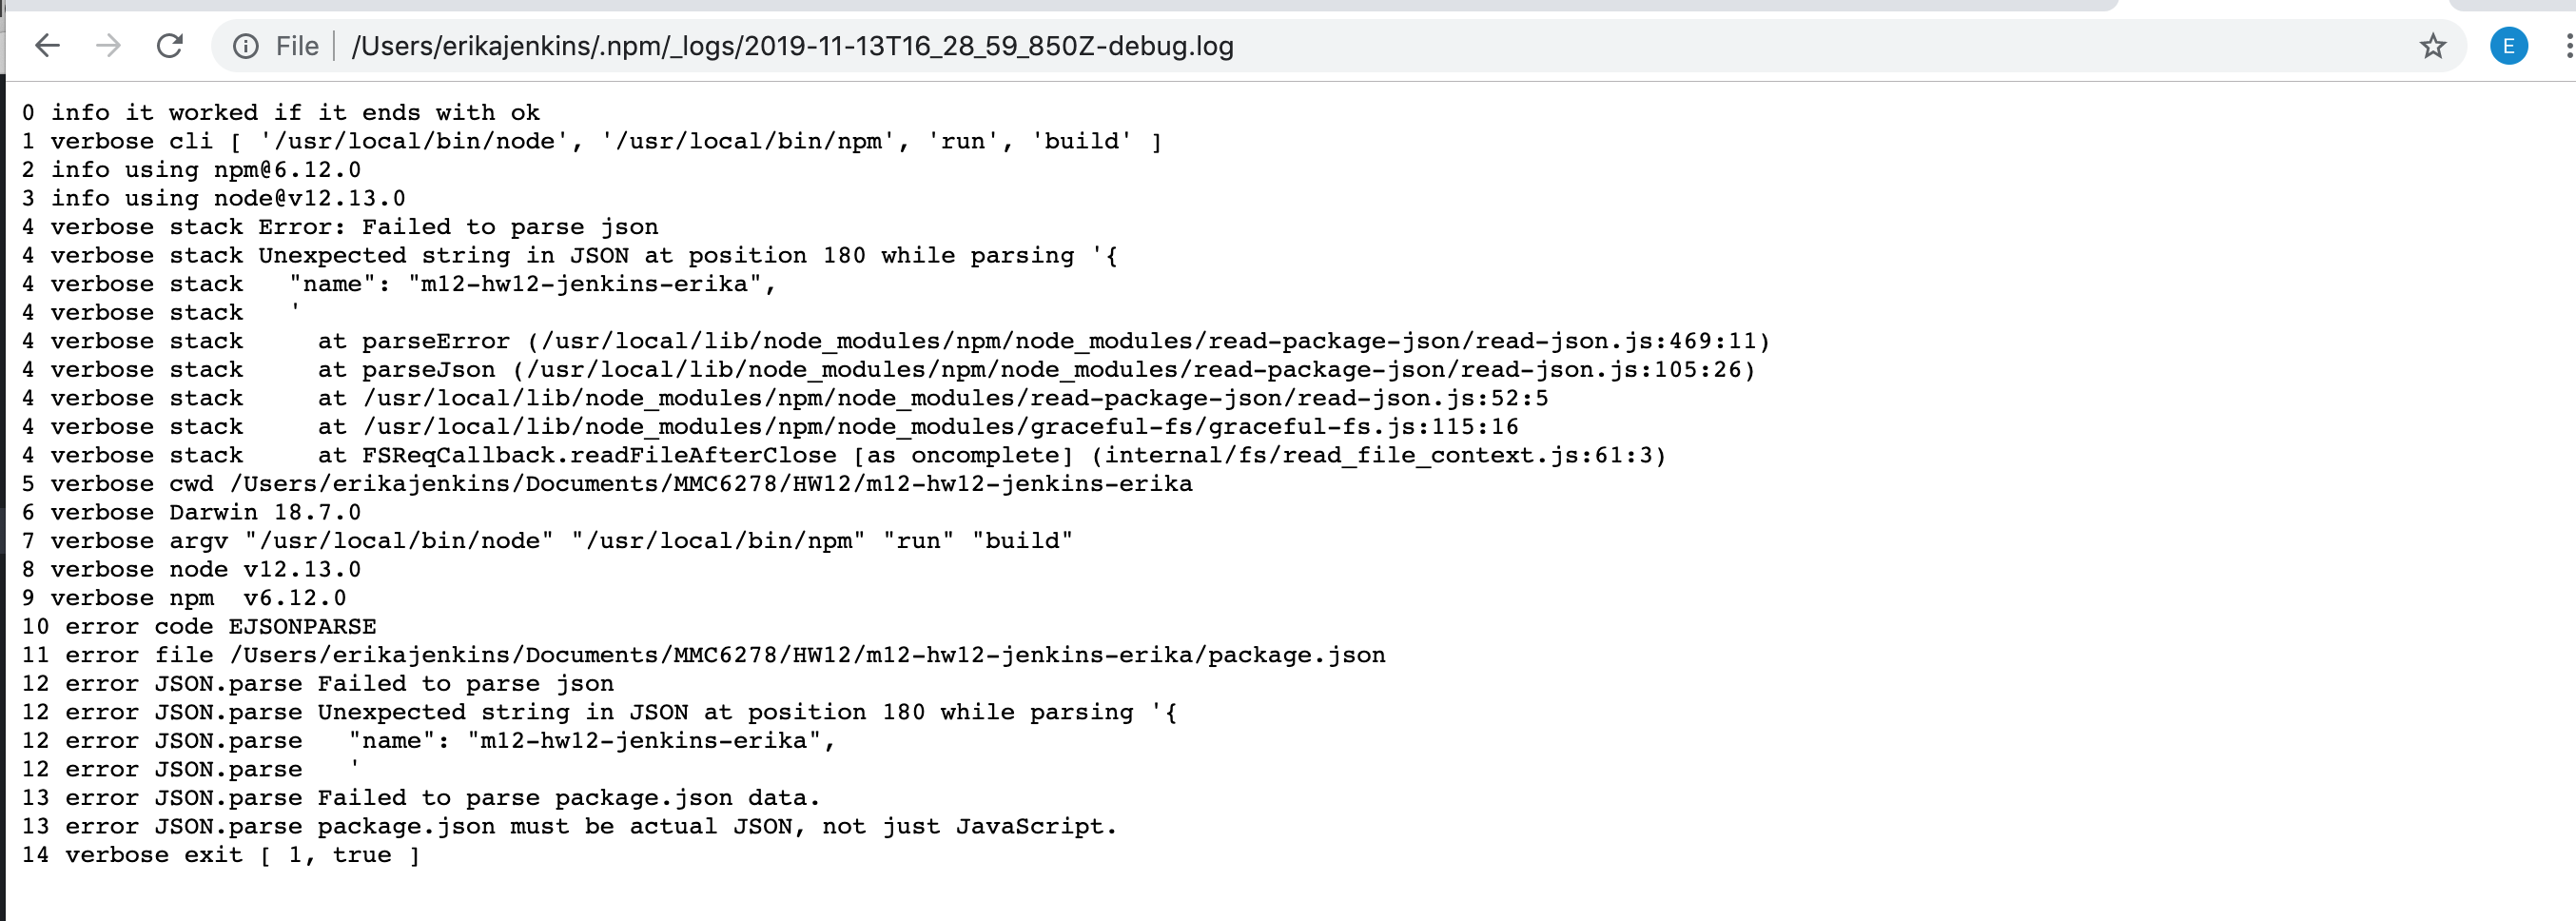 File /Users/erikajenkins/.npm/_logs/2019-11-13T16_28_59_850Z-debug.log
E
0 info it worked if it ends with ok
1 verbose cli [ '/usr/local/bin/node', '/usr/local/bin/npm', 'run', 'build' ]
2 info using npm@6.12.0
3 info using node@v12.13.0
4 verbose stack Error: Failed to parse json
4 verbose stack Unexpected string in JSON at position 180 while parsing '{
4 verbose stack   "name": "m12-hw12-jenkins-erika",
4 verbose stack   '
4 verbose stack     at parseError (/usr/local/lib/node_modules/npm/node_modules/read-package-json/read-json.js:469:11)
4 verbose stack     at parseJson (/usr/local/lib/node_modules/npm/node_modules/read-package-json/read-json.js:105:26)
4 verbose stack     at /usr/local/lib/node_modules/npm/node_modules/read-package-json/read-json.js:52:5
4 verbose stack     at /usr/local/lib/node_modules/npm/node_modules/graceful-fs/graceful-fs.js:115:16
4 verbose stack     at FSReqCallback.readFileAfterClose [as oncomplete] (internal/fs/read_file_context.js:61:3)
5 verbose cwd /Users/erikajenkins/Documents/MMC6278/HW12/m12-hw12-jenkins-erika
6 verbose Darwin 18.7.0
7 verbose argv "/usr/local/bin/node" "/usr/local/bin/npm" "run" "build"
8 verbose node v12.13.0
9 verbose npm  v6.12.0
10 error code EJSONPARSE
11 error file /Users/erikajenkins/Documents/MMC6278/HW12/m12-hw12-jenkins-erika/package.json
12 error JSON.parse Failed to parse json
12 error JSON.parse Unexpected string in JSON at position 180 while parsing '{
12 error JSON.parse   "name": "m12-hw12-jenkins-erika",
12 error JSON.parse   '
13 error JSON.parse Failed to parse package.json data.
13 error JSON.parse package.json must be actual JSON, not just JavaScript.
14 verbose exit [ 1, true ]